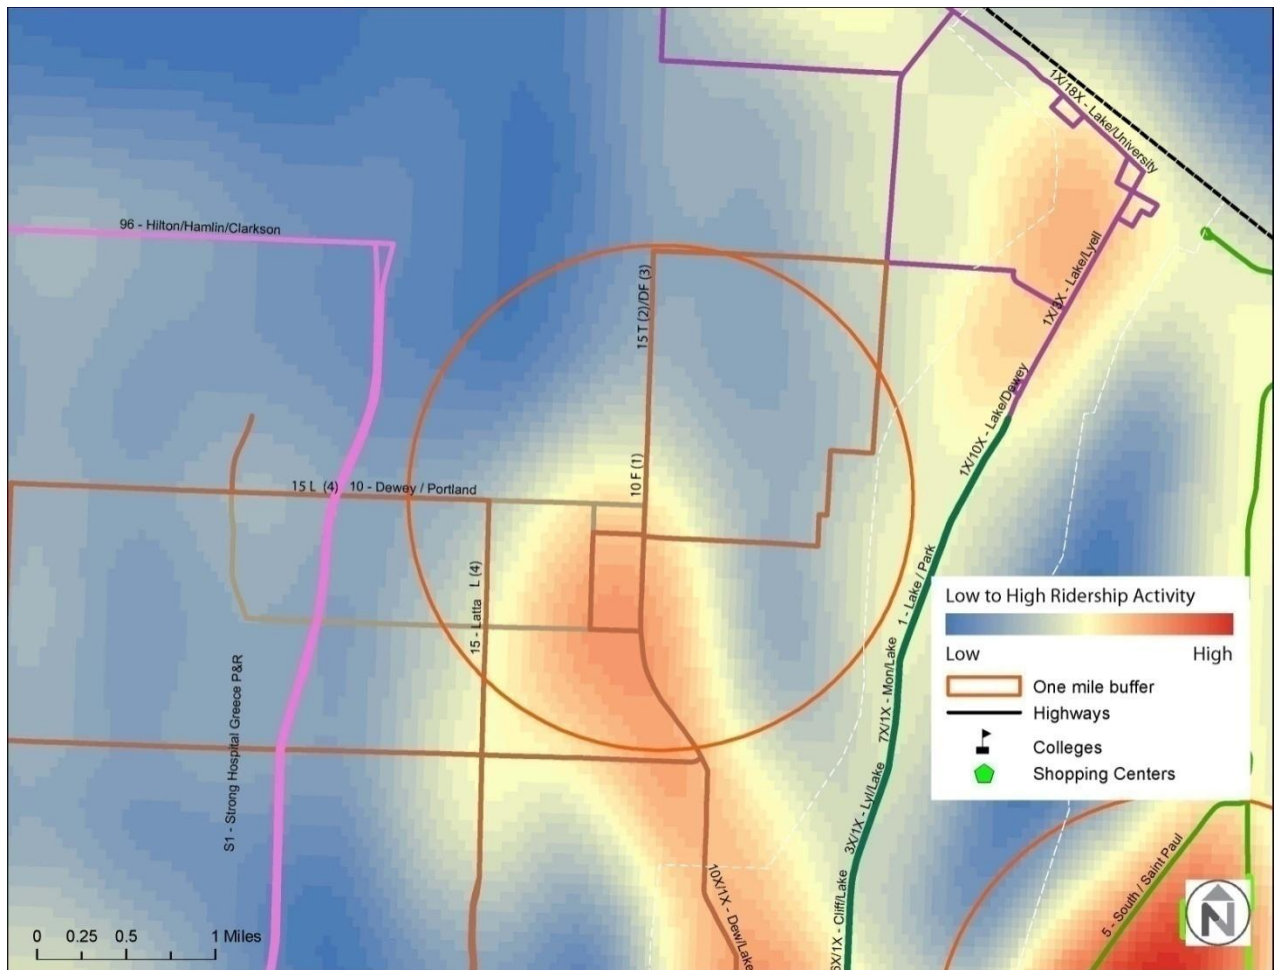 1X/18X - Lake/University
96 - Hilton/Hamlin/Clarkson
1X/3X - Lake/Lyell
15 T (2)/DF (3)
1X/10X - Lake/Dewey
10 F (1)
15 L (4) 10 - Dewey / Portland
15 - Latta L (4)
1 - Lake / Park
Low to High Ridership Activity
Low High
One mile buffer
Highways
Colleges
Shopping Centers
7X/1X - Mon/Lake
S1 - Strong Hospital Greece P&R
3X/1X - Lyl/Lake
10X/1X - Dew/Lake
6X/1X - Cliff/Lake
5 - South / Saint Paul
N
0 0.25 0.5 1 Miles